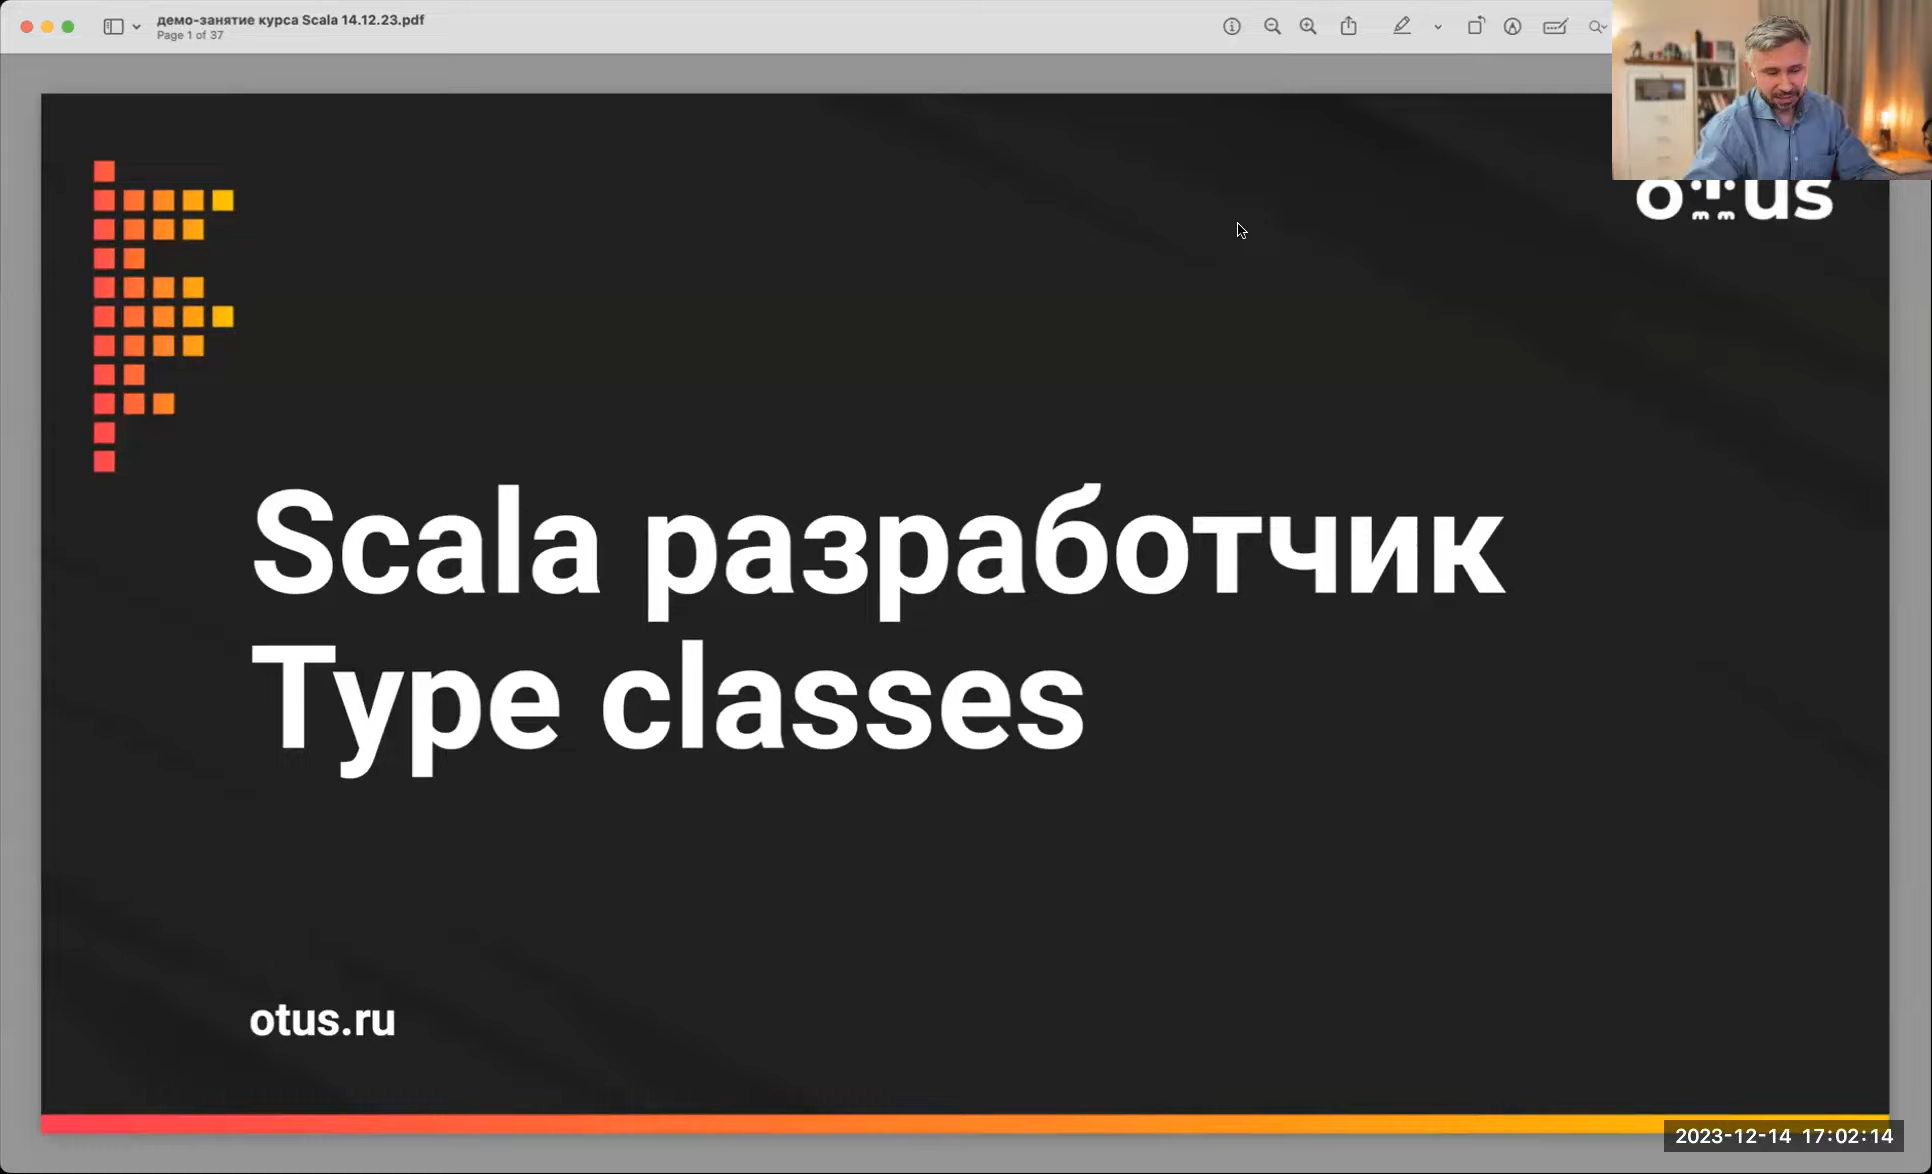 демо-занятие курса Scala 14.12.23.pdf
Page 1 of 37
otus
Scala разработчик
Type classes
otus.ru
2023-12-14 17:02:14